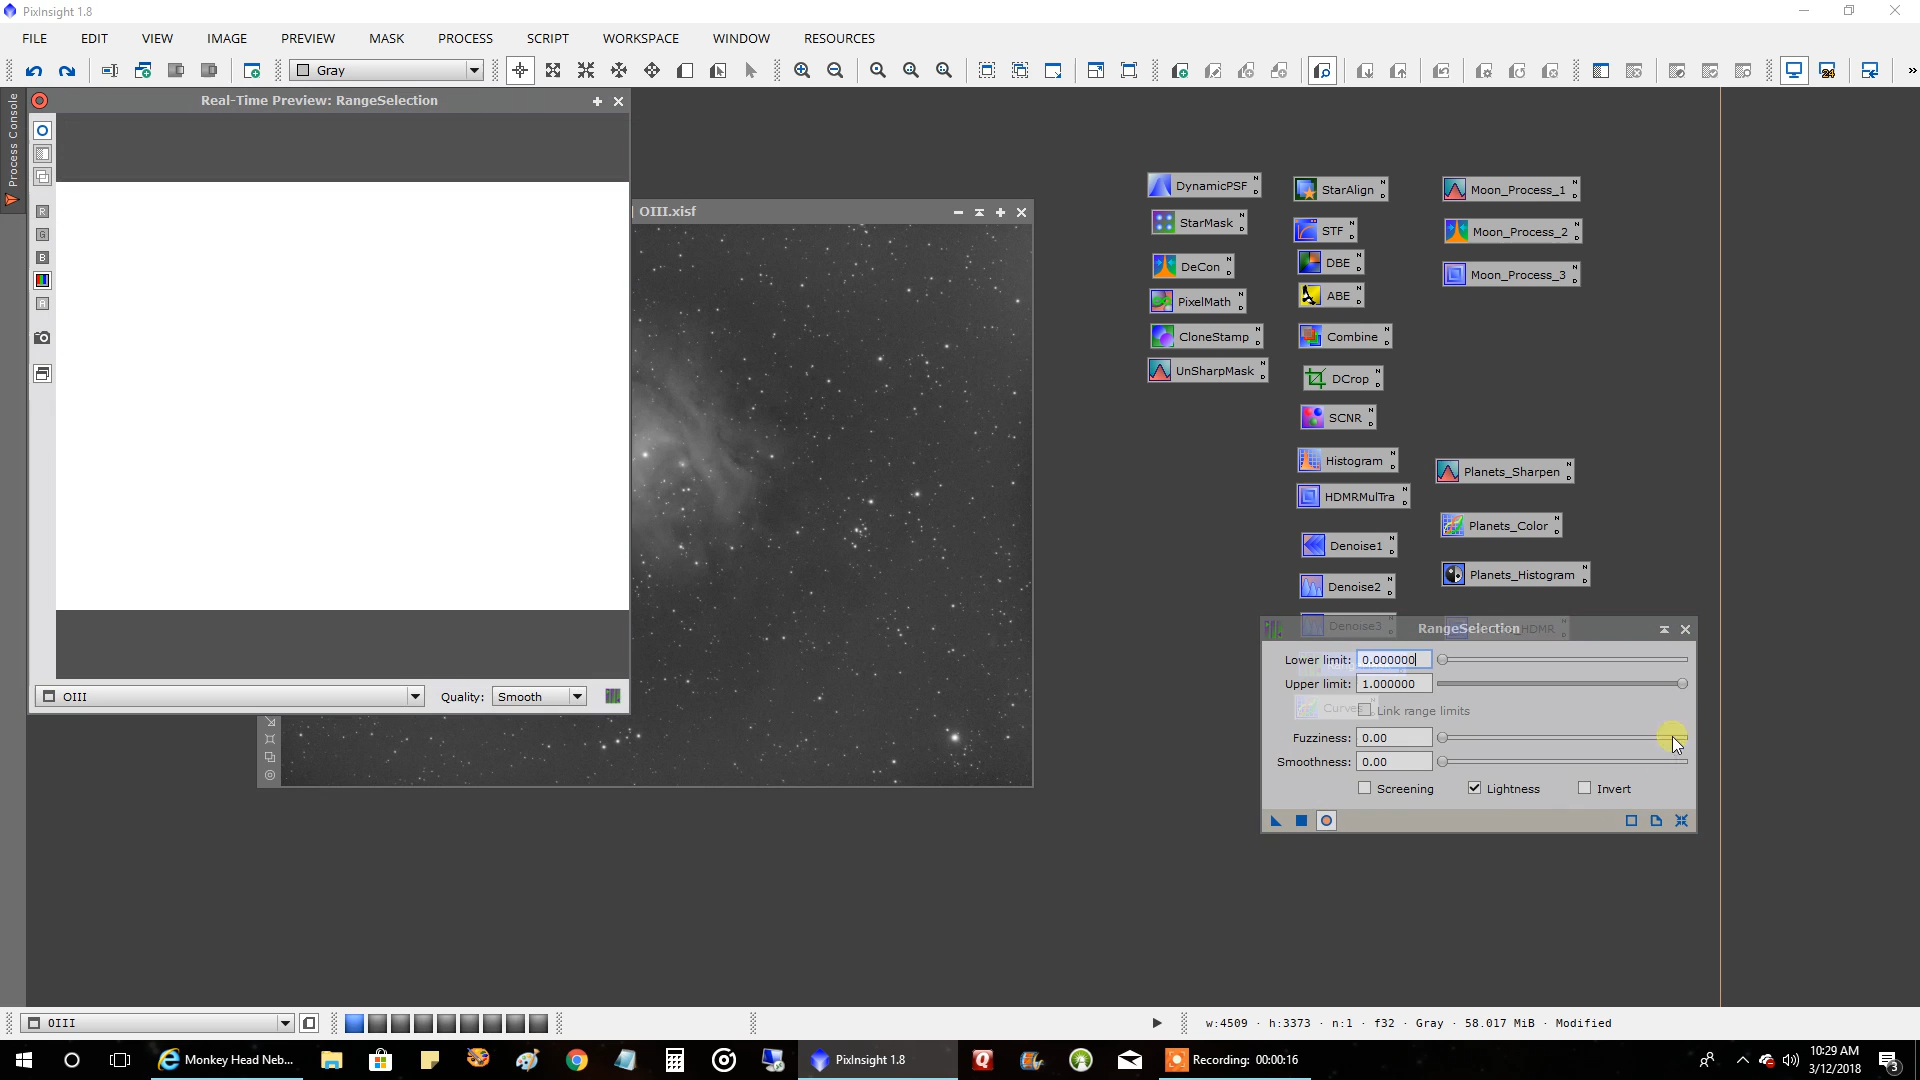 PixInsight 1.8
FILE EDIT VIEW IMAGE PREVIEW MASK PROCESS SCRIPT WORKSPACE WINDOW RESOURCES
Gray
24
Process Console
Real-Time Preview: RangeSelection
R
G
B
A
OIII
Quality: Smooth
OIII.xisf
DynamicPSF N D
StarMask N D
DeCon N D
PixelMath N D
CloneStamp N D
UnSharpMask N D
StarAlign N D
STF N D
DBE N D
ABE N D
Combine N D
DCrop N D
SCNR N D
Histogram N D
HDMRMulTra N D
Denoise1 N D
Denoise2 N D
Denoise3
Curves
Moon_Process_1 N D
Moon_Process_2 N D
Moon_Process_3 N D
Planets_Sharpen N D
Planets_Color N D
Planets_Histogram N D
HDMR
RangeSelection
Lower limit: 0.000000
Upper limit: 1.000000
Link range limits
Fuzziness: 0.00
Smoothness: 0.00
Screening Lightness Invert
OIII
w:4509 · h:3373 · n:1 · f32 · Gray · 58.017 MiB · Modified
Monkey Head Neb...
PixInsight 1.8
Recording: 00:00:16
10:29 AM
3/12/2018
3